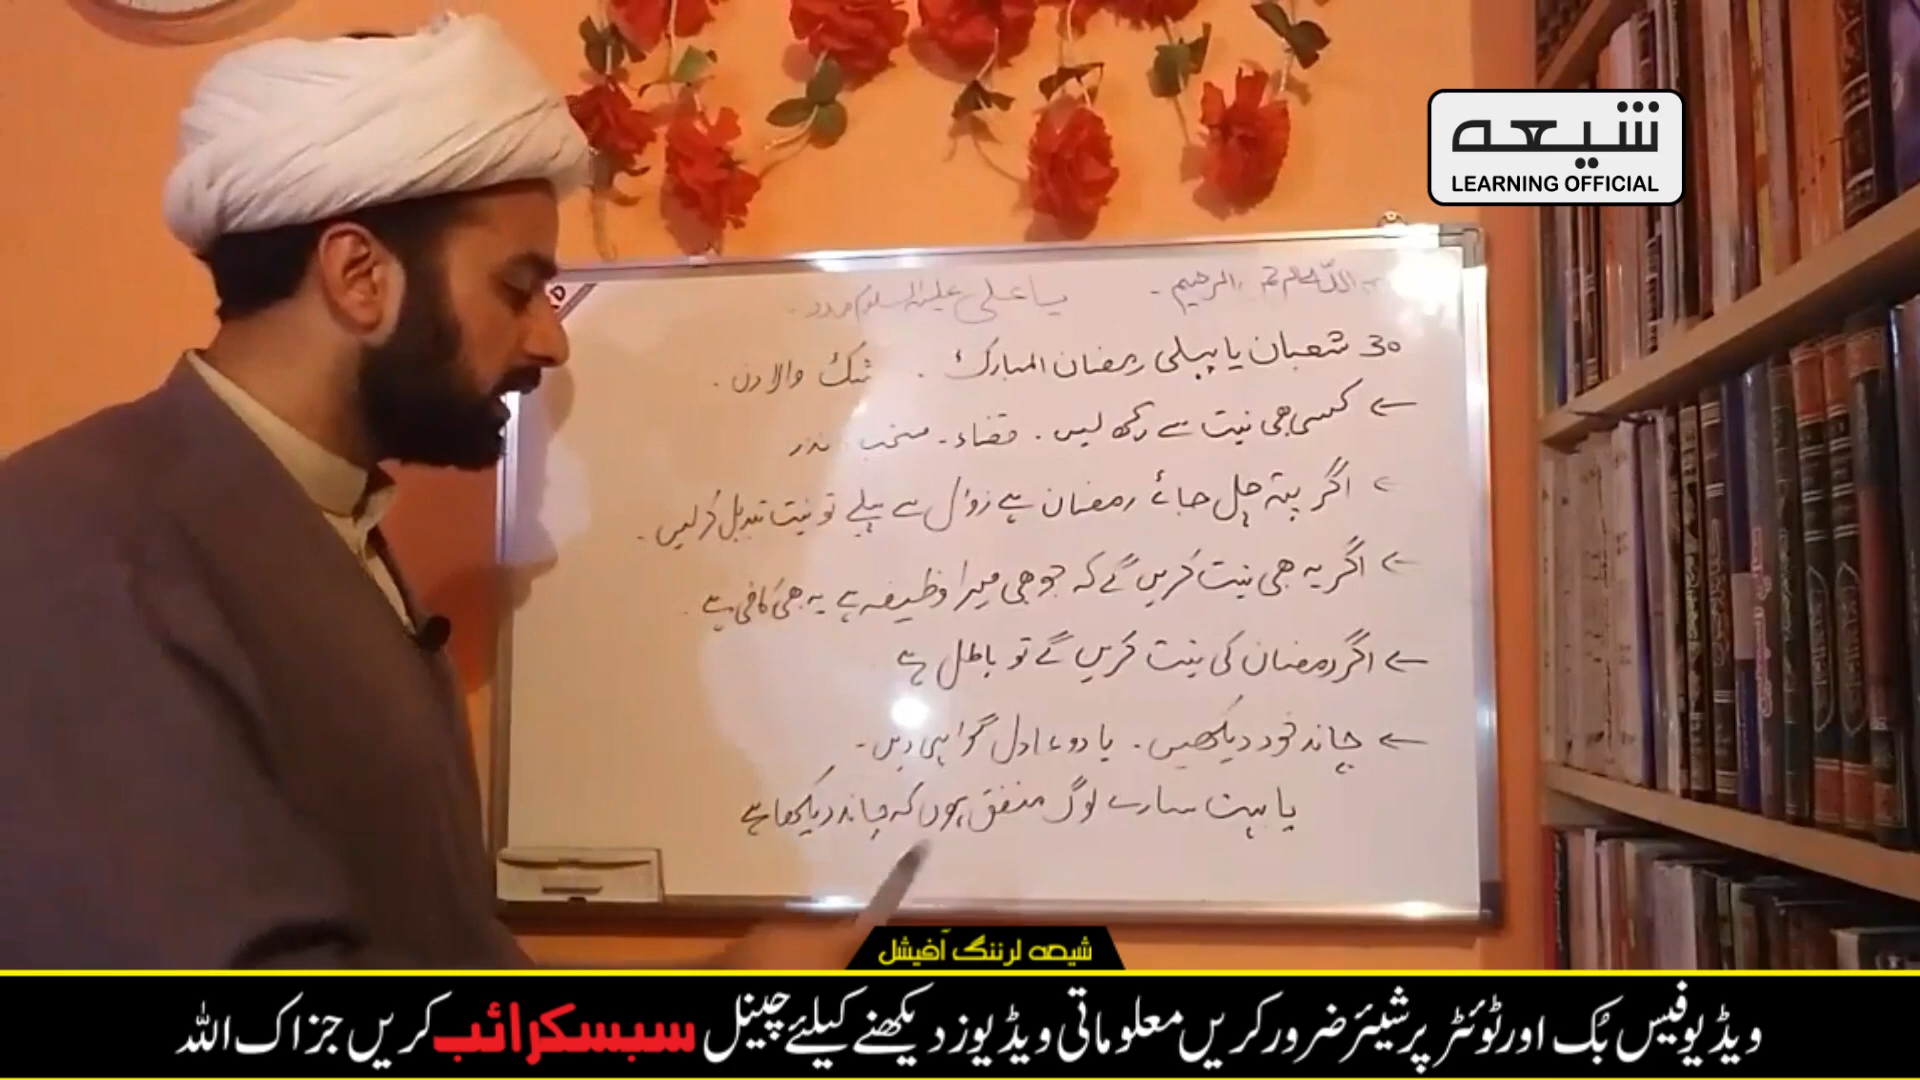 شیعہ
LEARNING OFFICIAL
الرحیم -
یا علی علیہ السلام مدد -
30 شعبان یا پہلی رمضان المبارک . شک والا دن -
← کسی بھی نیت سے رکھ لیں . قضاء - مستحب . نذر
← اگر پتہ چل جائے رمضان ہے زوال سے پہلے تو نیت تبدیل کر لیں -
← اگر یہ بھی نیت کریں گے کہ جو بھی میرا وظیفہ ہے یہ بھی کافی ہے .
← اگر رمضان کی نیت کریں گے تو باطل ہے
← چاند خود دیکھیں . یا دو عادل گواہی دیں -
یا بہت سارے لوگ متفق ہوں کہ چاند دیکھا ہے
شیعہ لرننگ آفیشل
ویڈیو فیس بُک اور ٹوئٹر پر شیئر ضرور کریں معلوماتی ویڈیوز دیکھنے کیلئے چینل سبسکرائب کریں جزاک اللہ